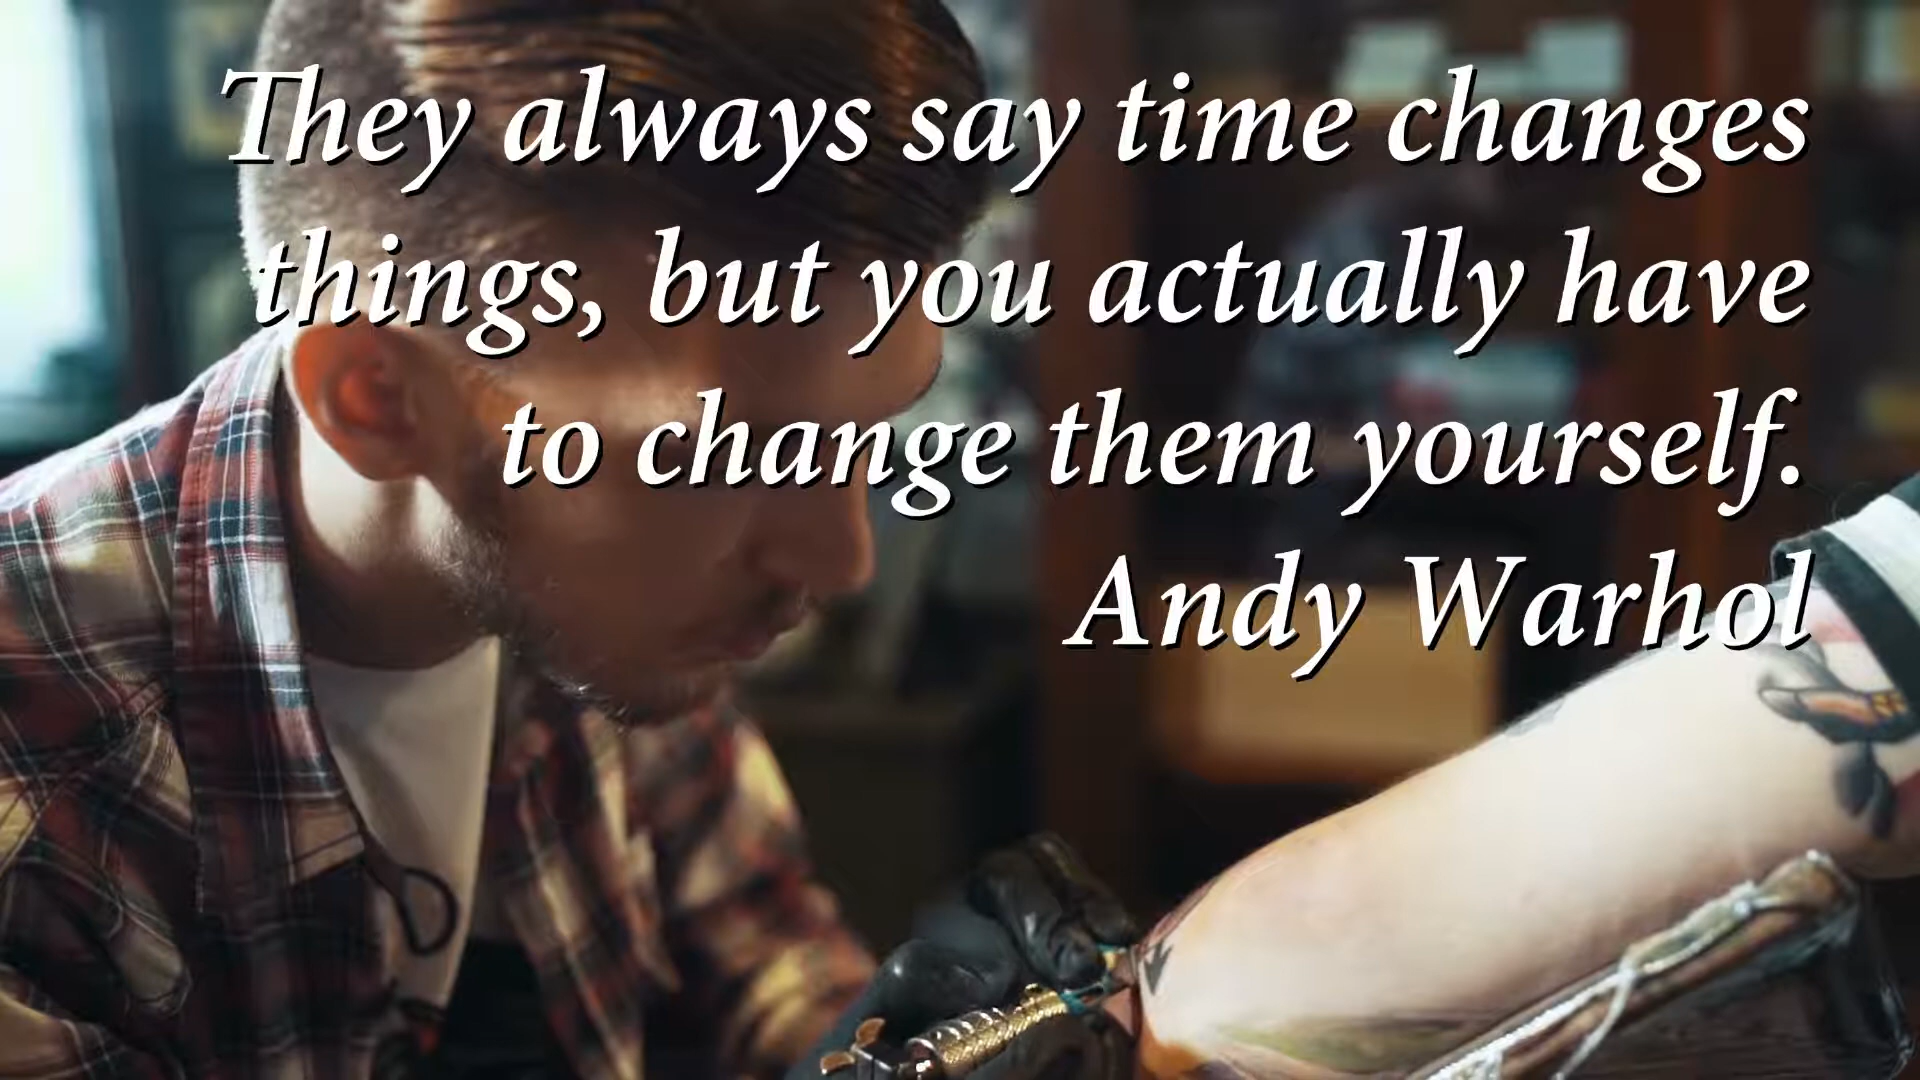 They always say time changes
things, but you actually have
to change them yourself.
Andy Warhol